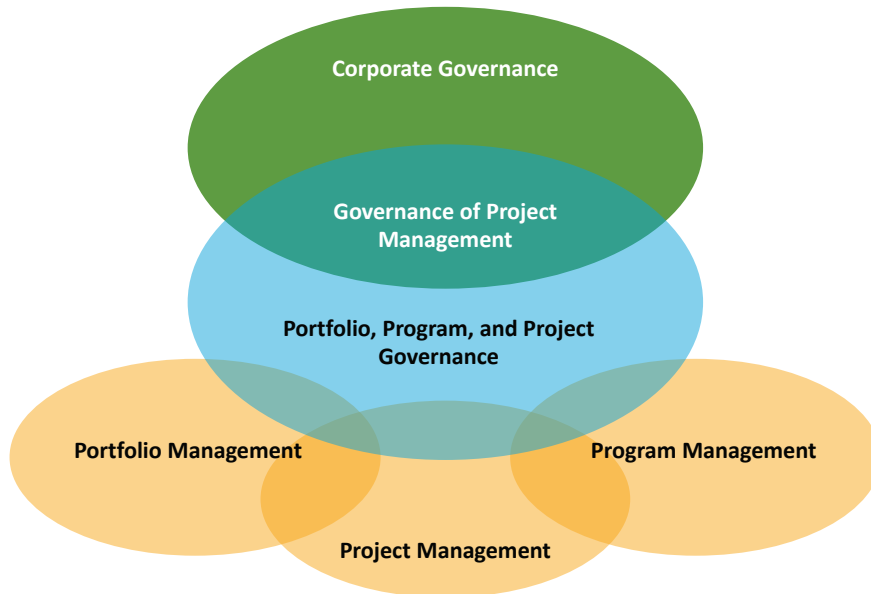 Corporate Governance
Governance of Project
Management
Portfolio, Program, and Project
Governance
Portfolio Management
Program Management
Project Management